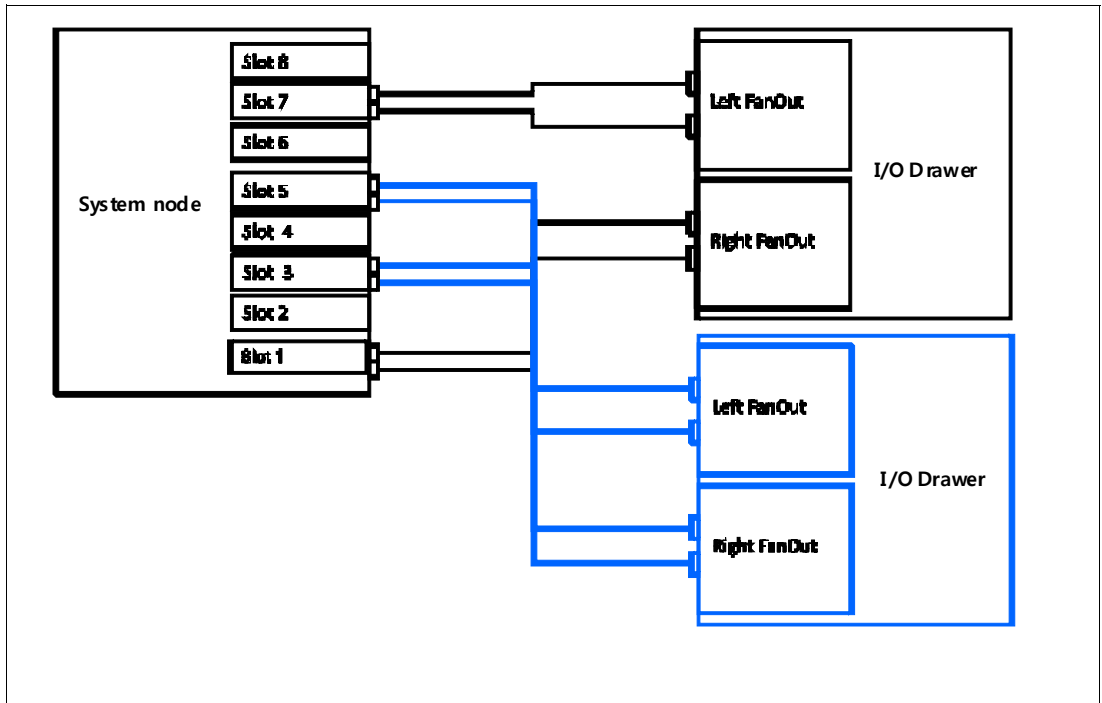 System node
Slot 8
Slot 7
Slot 6
Slot 5
Slot 4
Slot 3
Slot 2
Slot 1
Left FanOut
Right FanOut
I/O Drawer
Left FanOut
Right FanOut
I/O Drawer